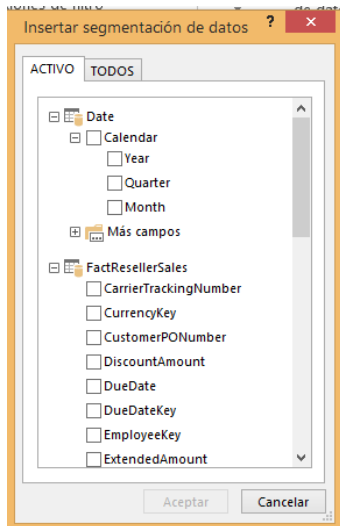 Insertar segmentación de datos ?
ACTIVO TODOS
Date
Calendar
Year
Quarter
Month
Más campos
FactResellerSales
CarrierTrackingNumber
CurrencyKey
CustomerPONumber
DiscountAmount
DueDate
DueDateKey
EmployeeKey
ExtendedAmount
Aceptar Cancelar